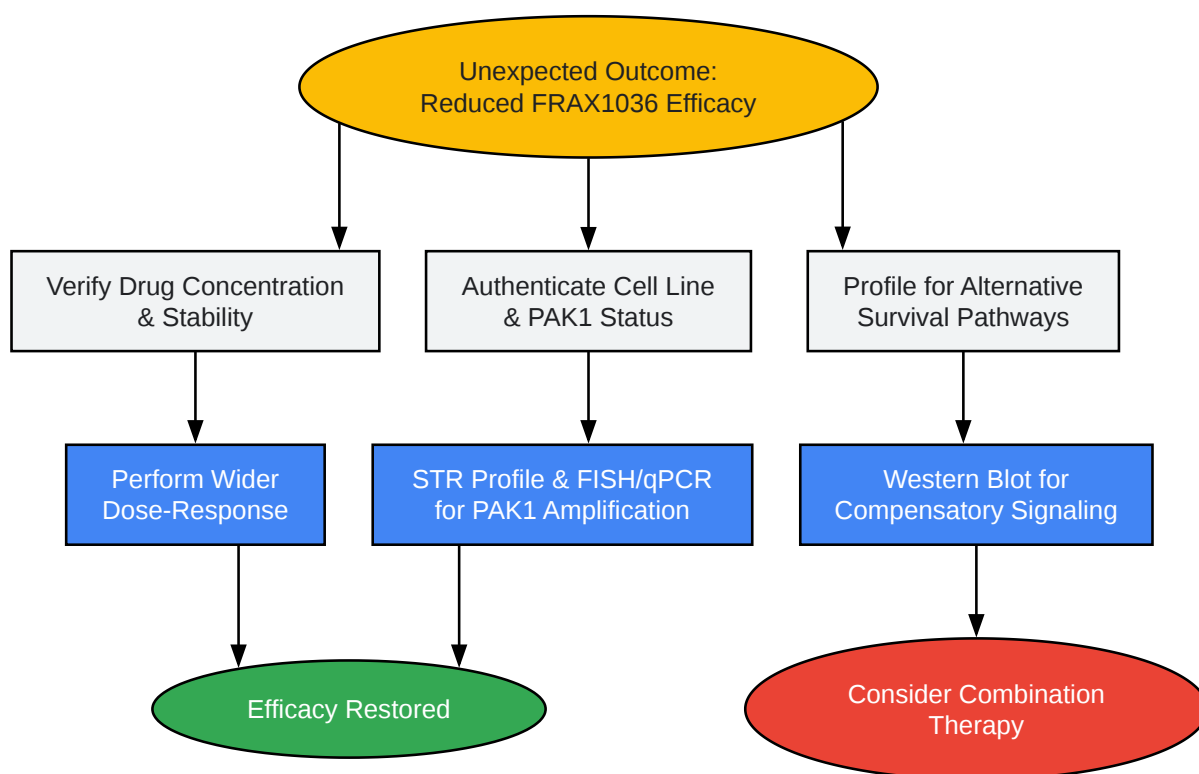 Unexpected Outcome:
Reduced FRAX1036 Efficacy
Verify Drug Concentration
& Stability
Authenticate Cell Line
& PAK1 Status
Profile for Alternative
Survival Pathways
Perform Wider
Dose-Response
STR Profile & FISH/qPCR
for PAK1 Amplification
Western Blot for
Compensatory Signaling
Efficacy Restored
Consider Combination
Therapy